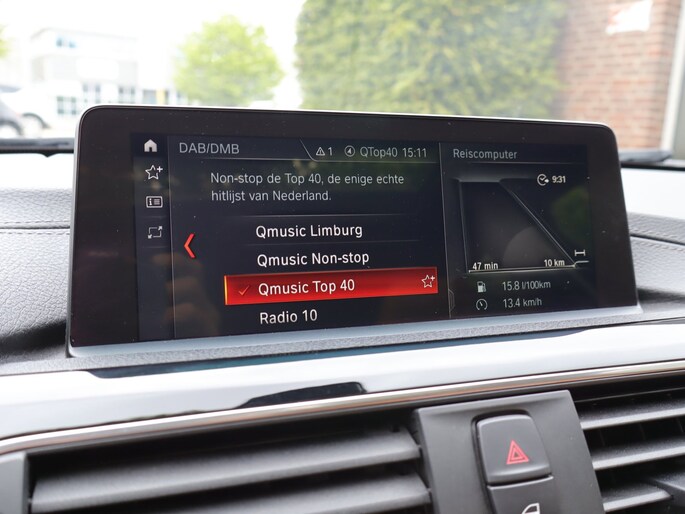 DAB/DMB
1
4 QTop40 15:11
Reiscomputer
Non-stop de Top 40, de enige echte
hitlijst van Nederland.
Qmusic Limburg
Qmusic Non-stop
Qmusic Top 40
Radio 10
9:31
47 min
10 km
15.8 l/100km
13.4 km/h